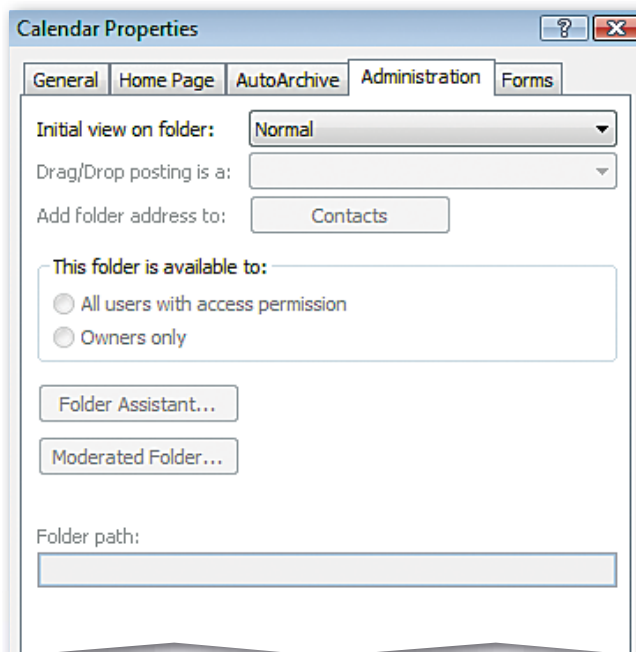 Calendar Properties
General Home Page AutoArchive Administration Forms
Initial view on folder: Normal
Drag/Drop posting is a:
Add folder address to: Contacts
This folder is available to:
All users with access permission
Owners only
Folder Assistant...
Moderated Folder...
Folder path: